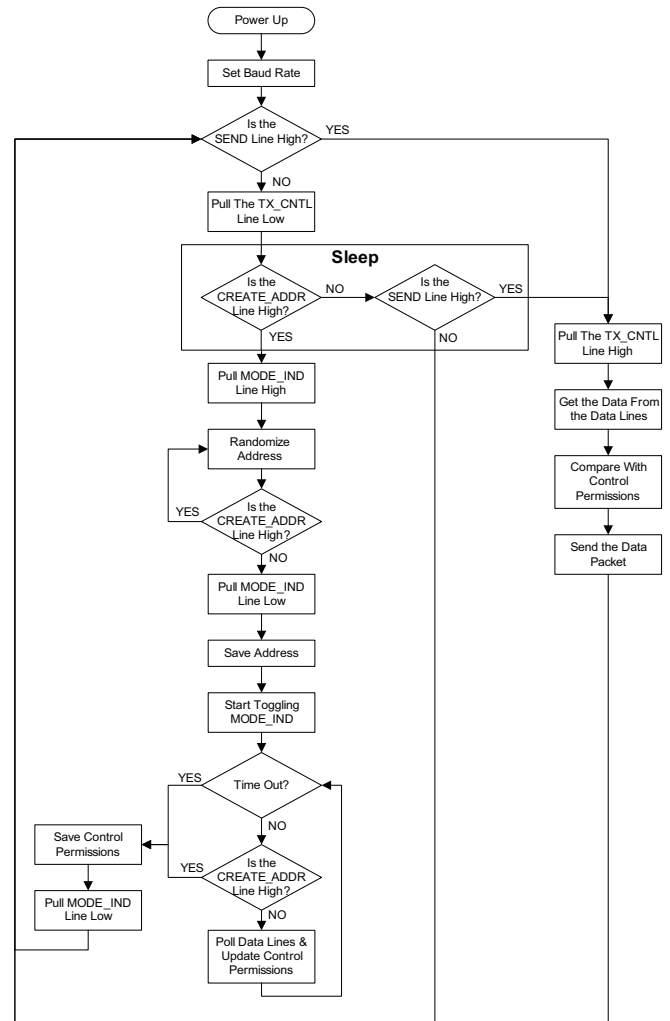 Power Up
Set Baud Rate
Is the
SEND Line High?
YES
NO
Pull The TX_CNTL
Line Low
Sleep
Is the
CREATE_ADDR
Line High?
NO
Is the
SEND Line High?
YES
YES
NO
Pull The TX_CNTL
Line High
Pull MODE_IND
Line High
Get the Data From
the Data Lines
Randomize
Address
Compare With
Control
Permissions
YES
Is the
CREATE_ADDR
Line High?
NO
Send the Data
Packet
Pull MODE_IND
Line Low
Save Address
Start Toggling
MODE_IND
YES
Time Out?
NO
Save Control
Permissions
YES
Is the
CREATE_ADDR
Line High?
NO
Pull MODE_IND
Line Low
Poll Data Lines &
Update Control
Permissions